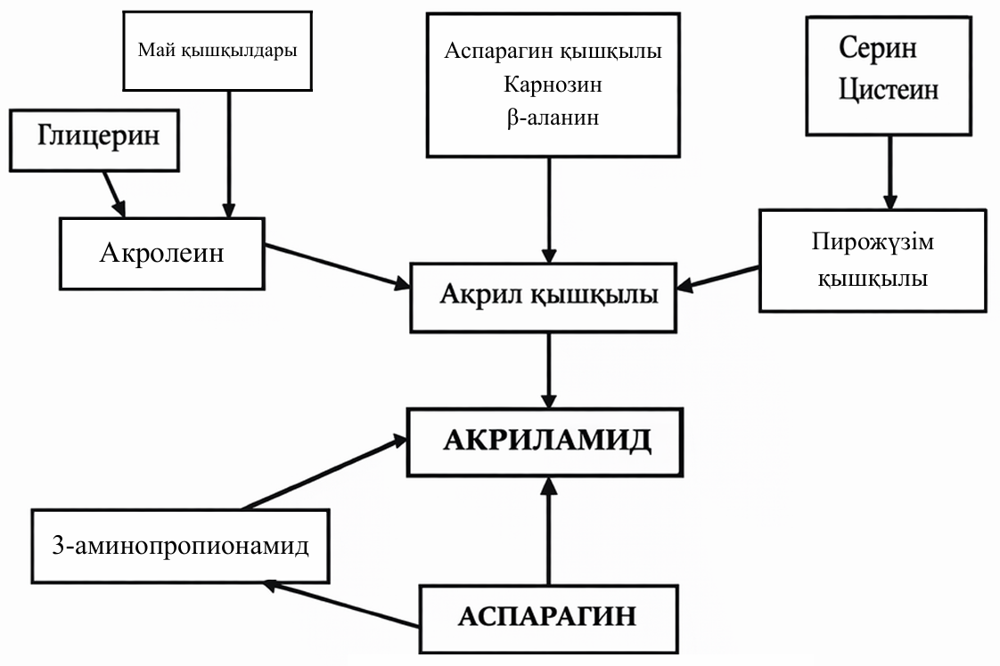 Май қышқылдары
Аспарагин қышқылы
Карнозин
β-аланин
Серин
Цистеин
Глицерин
Акролеин
Пирожүзім
қышқылы
Акрил қышқылы
АКРИЛАМИД
3-аминопропионамид
АСПАРАГИН